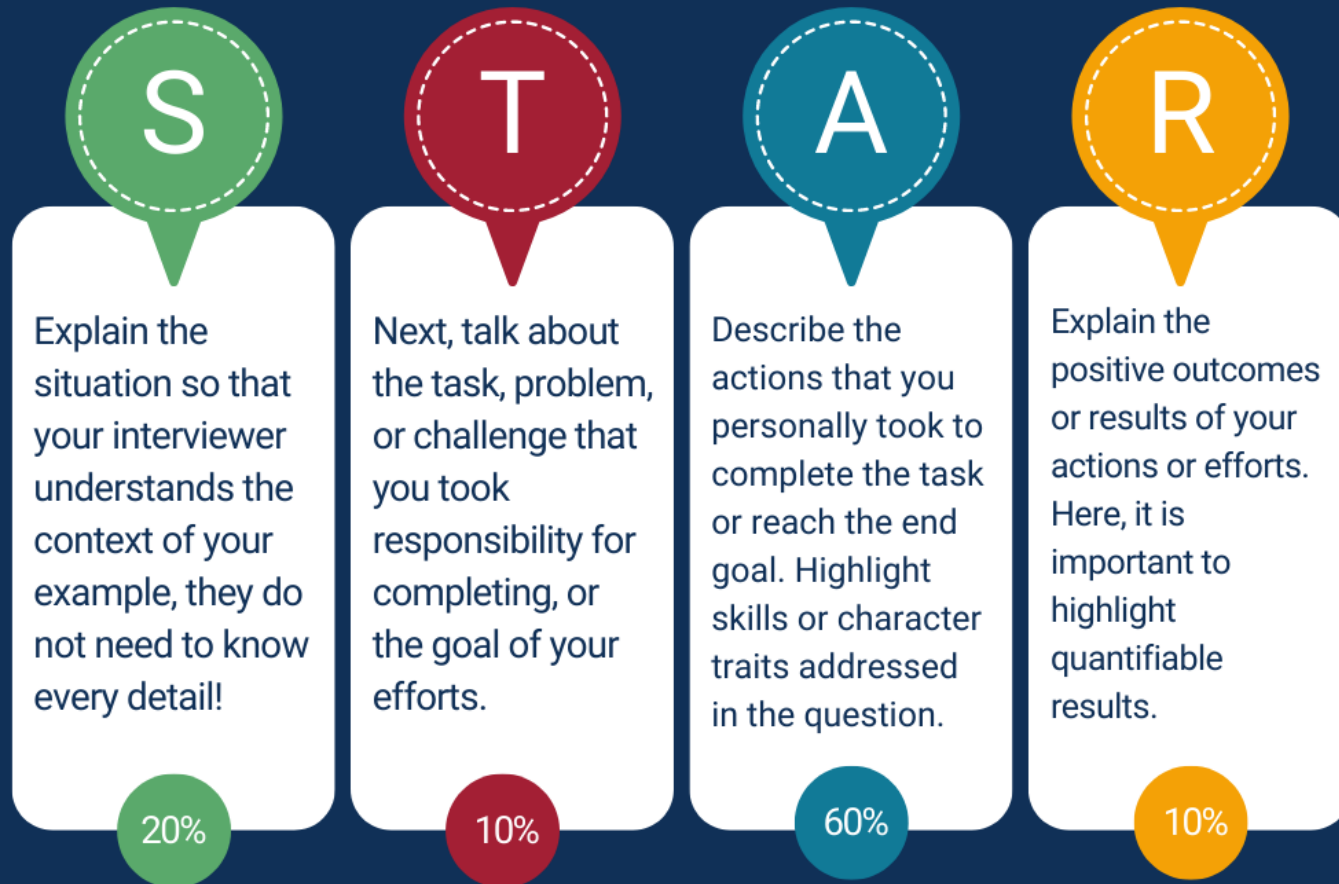 S
Explain the
situation so that
your interviewer
understands the
context of your
example, they do
not need to know
every detail!
20%
T
Next, talk about
the task, problem,
or challenge that
you took
responsibility for
completing, or
the goal of your
efforts.
10%
A
Describe the
actions that you
personally took to
complete the task
or reach the end
goal. Highlight
skills or character
traits addressed
in the question.
60%
R
Explain the
positive outcomes
or results of your
actions or efforts.
Here, it is
important to
highlight
quantifiable
results.
10%